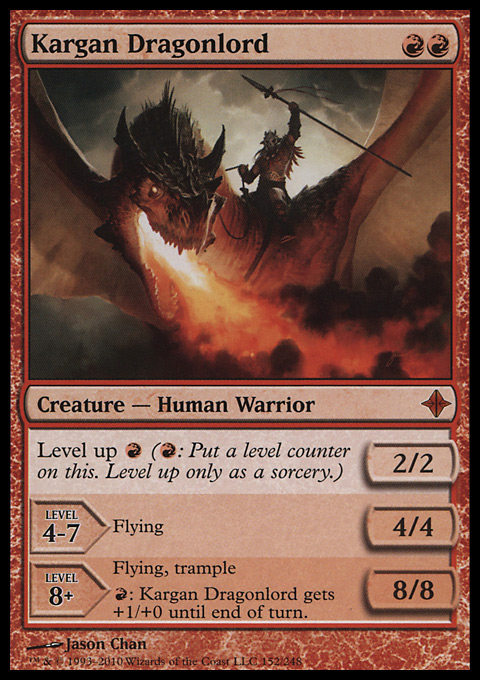 Kargan Dragonlord
Creature — Human Warrior
Level up (: Put a level counter
on this. Level up only as a sorcery.)
2/2
LEVEL
4-7
Flying
4/4
LEVEL
8+
Flying, trample
: Kargan Dragonlord gets
+1/+0 until end of turn.
8/8
Jason Chan
™ & © 1993-2010 Wizards of the Coast LLC 152/248